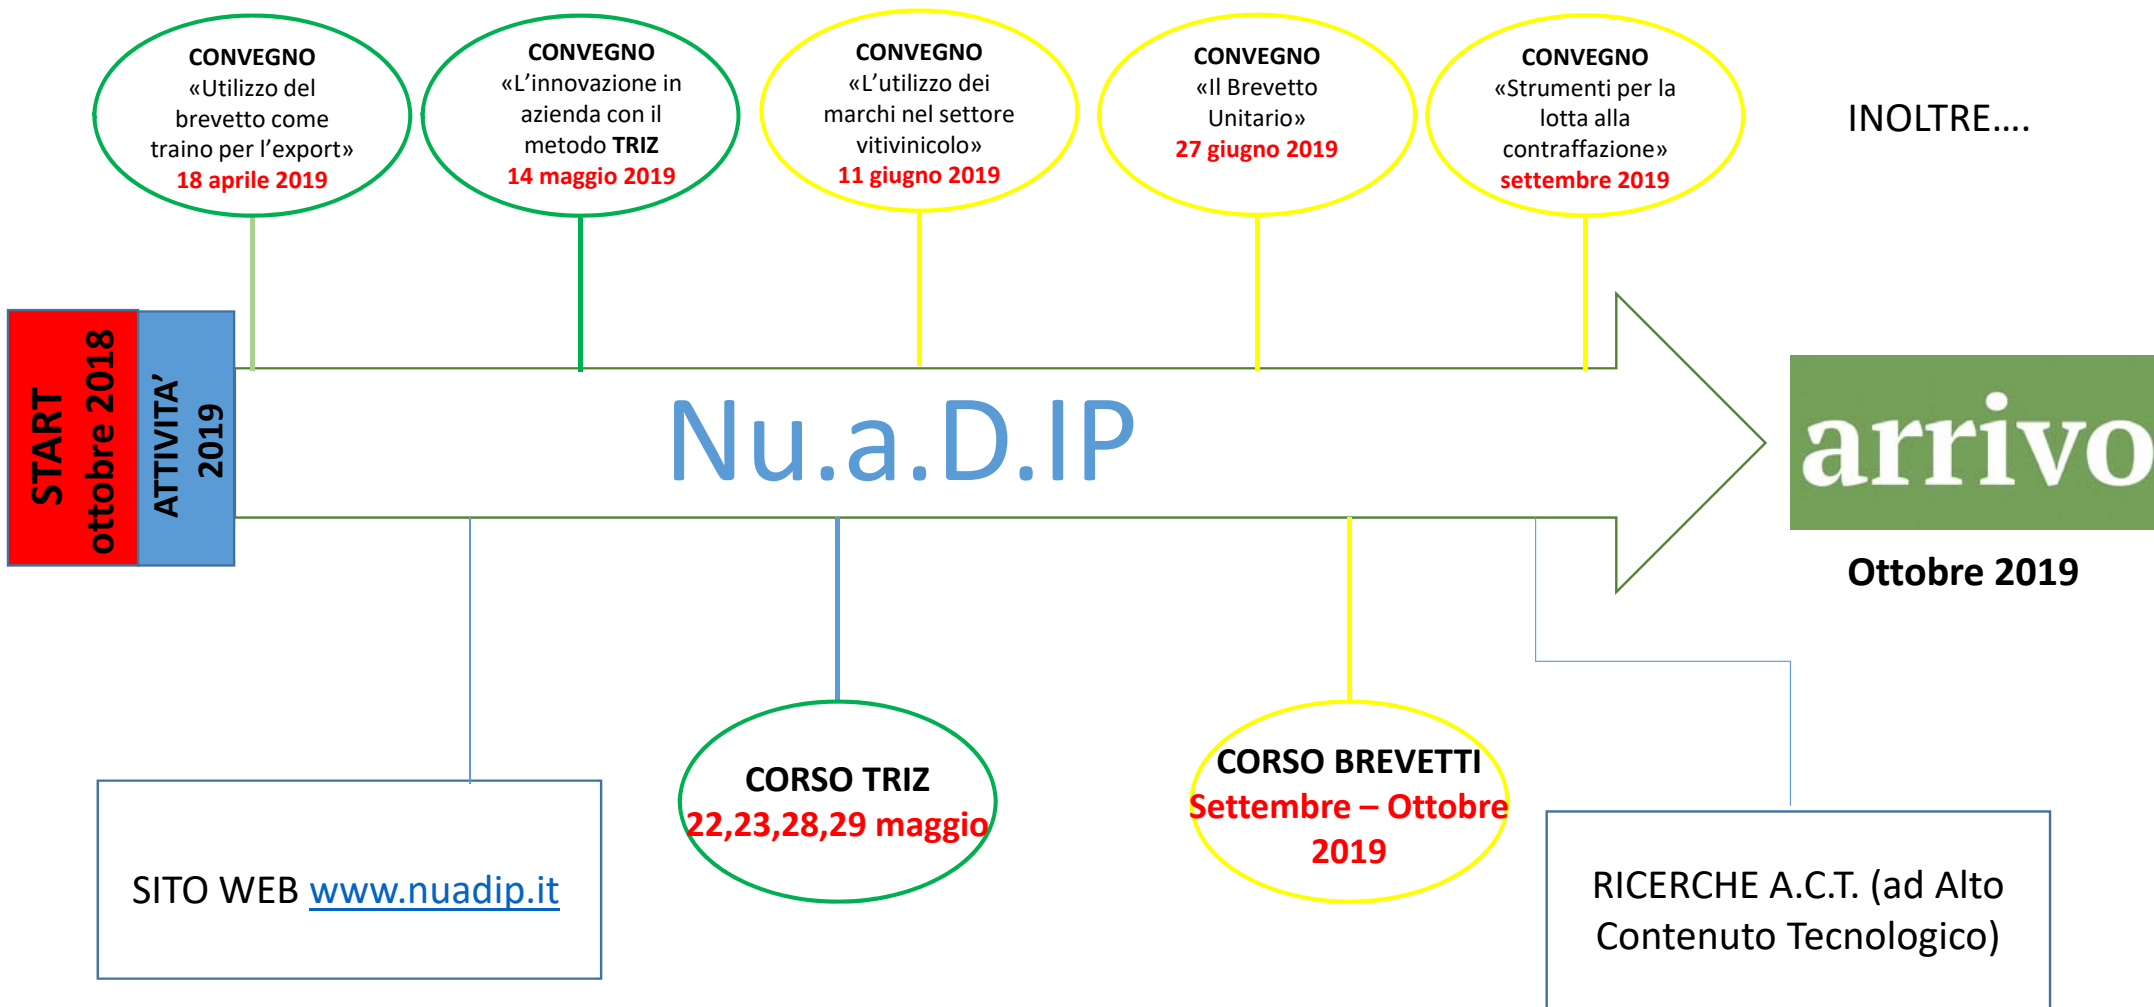 CONVEGNO
«Utilizzo del
brevetto come
traino per l’export»
18 aprile 2019
CONVEGNO
«L’innovazione in
azienda con il
metodo TRIZ
14 maggio 2019
CONVEGNO
«L’utilizzo dei
marchi nel settore
vitivinicolo»
11 giugno 2019
CONVEGNO
«Il Brevetto
Unitario»
27 giugno 2019
CONVEGNO
«Strumenti per la
lotta alla
contraffazione»
settembre 2019
INOLTRE….
START
ottobre 2018
ATTIVITA’
2019
Nu.a.D.IP
arrivo
Ottobre 2019
SITO WEB www.nuadip.it
CORSO TRIZ
22,23,28,29 maggio
CORSO BREVETTI
Settembre – Ottobre
2019
RICERCHE A.C.T. (ad Alto
Contenuto Tecnologico)